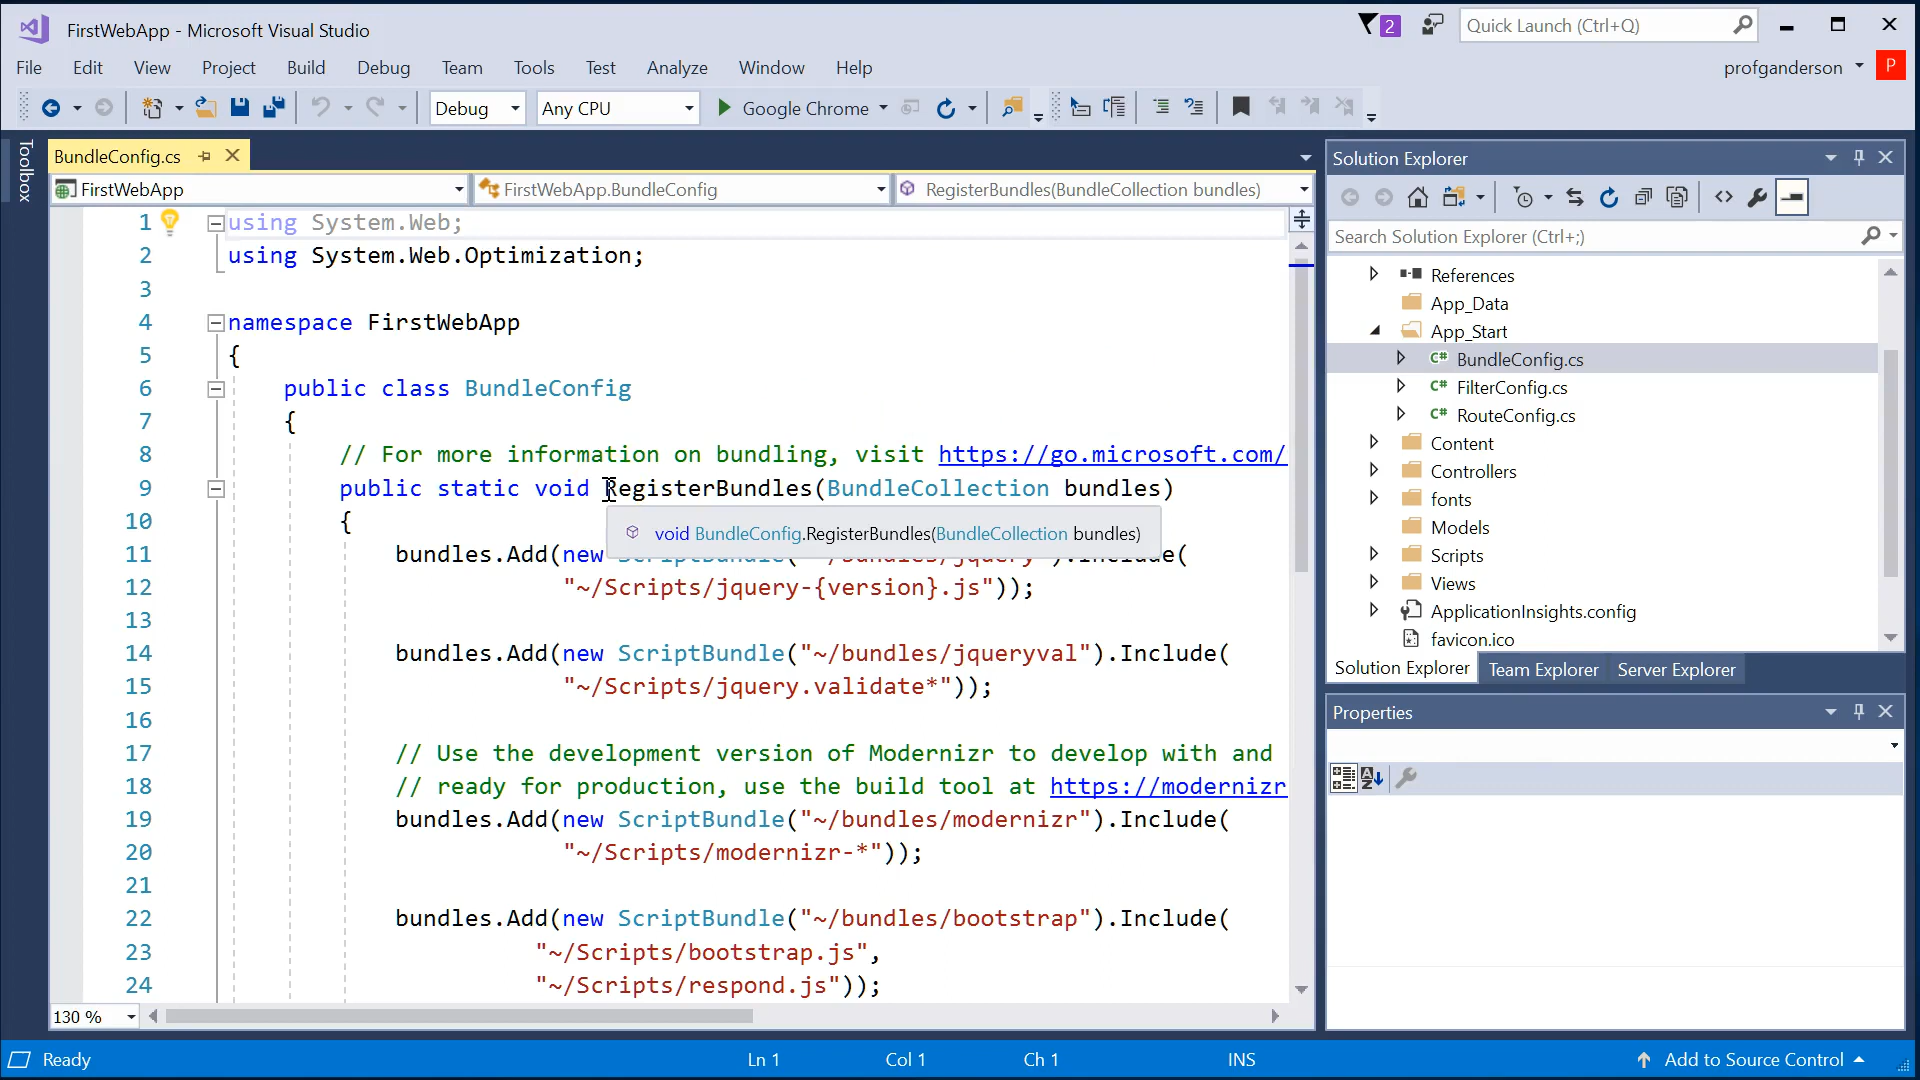 FirstWebApp - Microsoft Visual Studio
2
Quick Launch (Ctrl+Q)
File Edit View Project Build Debug Team Tools Test Analyze Window Help
profganderson
P
Debug
Any CPU
Google Chrome
Toolbox
BundleConfig.cs
FirstWebApp
FirstWebApp.BundleConfig
RegisterBundles(BundleCollection bundles)
1 using System.Web;
2 using System.Web.Optimization;
3
4 namespace FirstWebApp
5 {
6 public class BundleConfig
7 {
8 // For more information on bundling, visit https://go.microsoft.com/
9 public static void RegisterBundles(BundleCollection bundles)
10 {
void BundleConfig.RegisterBundles(BundleCollection bundles)
11 bundles.Add(new ScriptBundle("~/bundles/jquery").Include(
12 "~/Scripts/jquery-{version}.js"));
13
14 bundles.Add(new ScriptBundle("~/bundles/jqueryval").Include(
15 "~/Scripts/jquery.validate*"));
16
17 // Use the development version of Modernizr to develop with and
18 // ready for production, use the build tool at https://modernizr
19 bundles.Add(new ScriptBundle("~/bundles/modernizr").Include(
20 "~/Scripts/modernizr-*"));
21
22 bundles.Add(new ScriptBundle("~/bundles/bootstrap").Include(
23 "~/Scripts/bootstrap.js",
24 "~/Scripts/respond.js"));
130 %
Solution Explorer
Search Solution Explorer (Ctrl+;)
References
App_Data
App_Start
C# BundleConfig.cs
C# FilterConfig.cs
C# RouteConfig.cs
Content
Controllers
fonts
Models
Scripts
Views
ApplicationInsights.config
favicon.ico
Solution Explorer Team Explorer Server Explorer
Properties
Ready
Ln 1
Col 1
Ch 1
INS
Add to Source Control